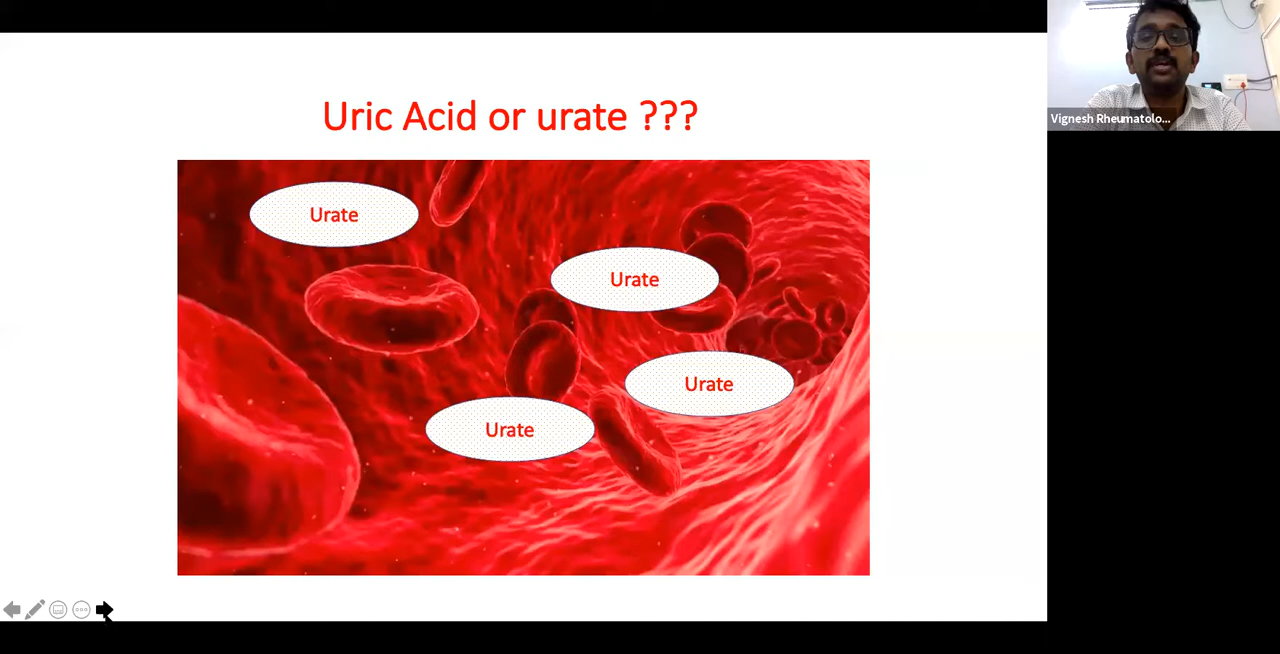 Uric Acid or urate ???
Vignesh Rheumatolo...
Urate
Urate
Urate
Urate